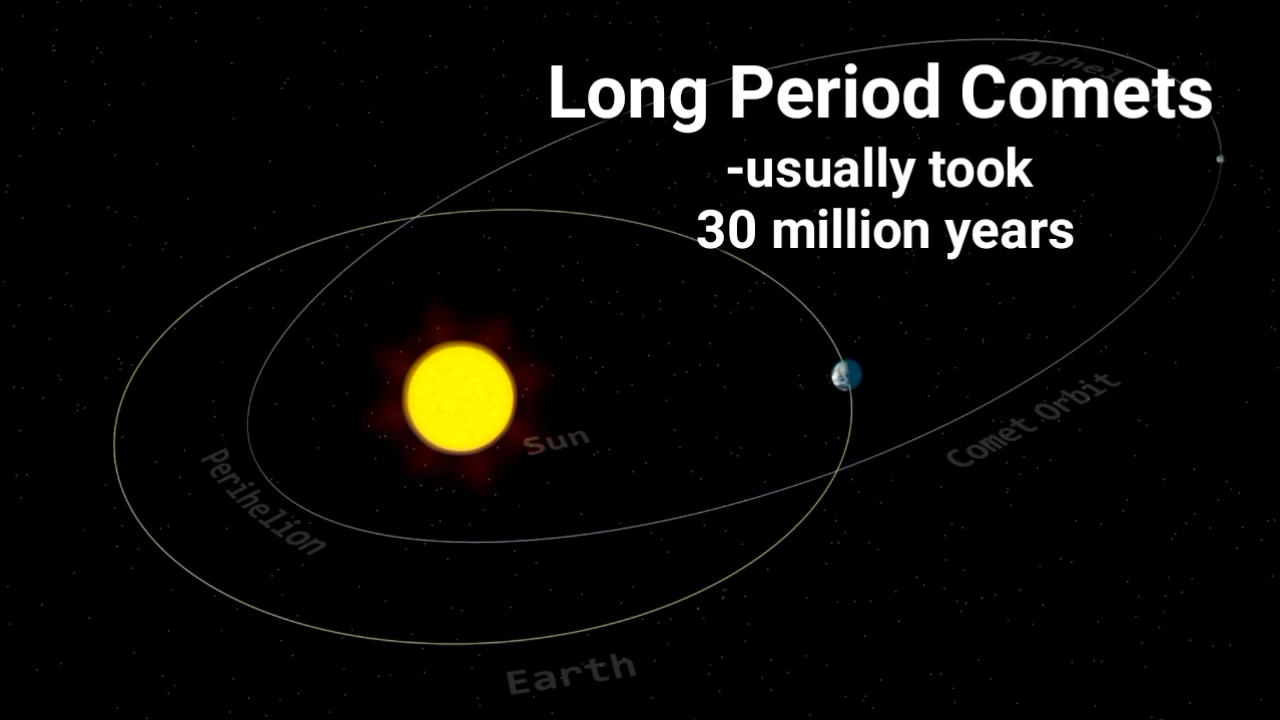 Long Period Comets
-usually took
30 million years
Sun
Perihelion
Comet Orbit
Earth